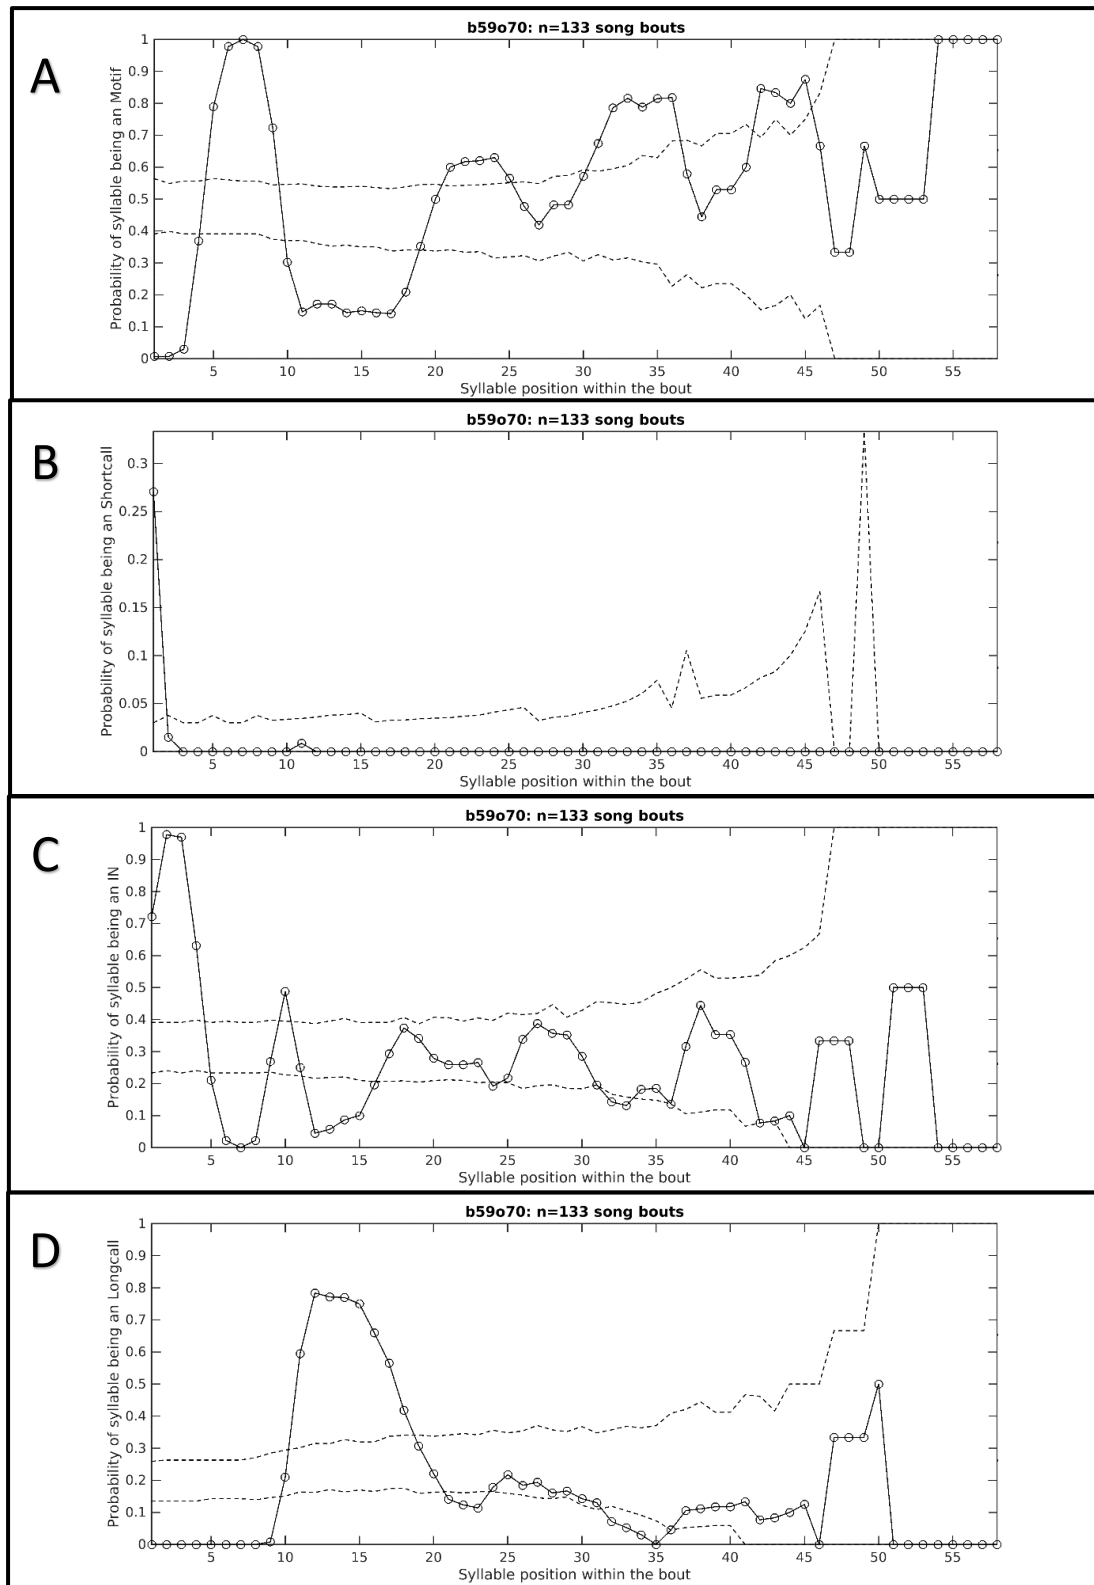 b59o70: n=133 song bouts
A
Probability of syllable being an Motif
1
0.9
0.8
0.7
0.6
0.5
0.4
0.3
0.2
0.1
0
5 10 15 20 25 30 35 40 45 50 55
Syllable position within the bout
b59o70: n=133 song bouts
B
Probability of syllable being an Shortcall
0.3
0.25
0.2
0.15
0.1
0.05
0
5 10 15 20 25 30 35 40 45 50 55
Syllable position within the bout
b59o70: n=133 song bouts
C
Probability of syllable being an IN
1
0.9
0.8
0.7
0.6
0.5
0.4
0.3
0.2
0.1
0
5 10 15 20 25 30 35 40 45 50 55
Syllable position within the bout
b59o70: n=133 song bouts
D
Probability of syllable being an Longcall
1
0.9
0.8
0.7
0.6
0.5
0.4
0.3
0.2
0.1
0
5 10 15 20 25 30 35 40 45 50 55
Syllable position within the bout